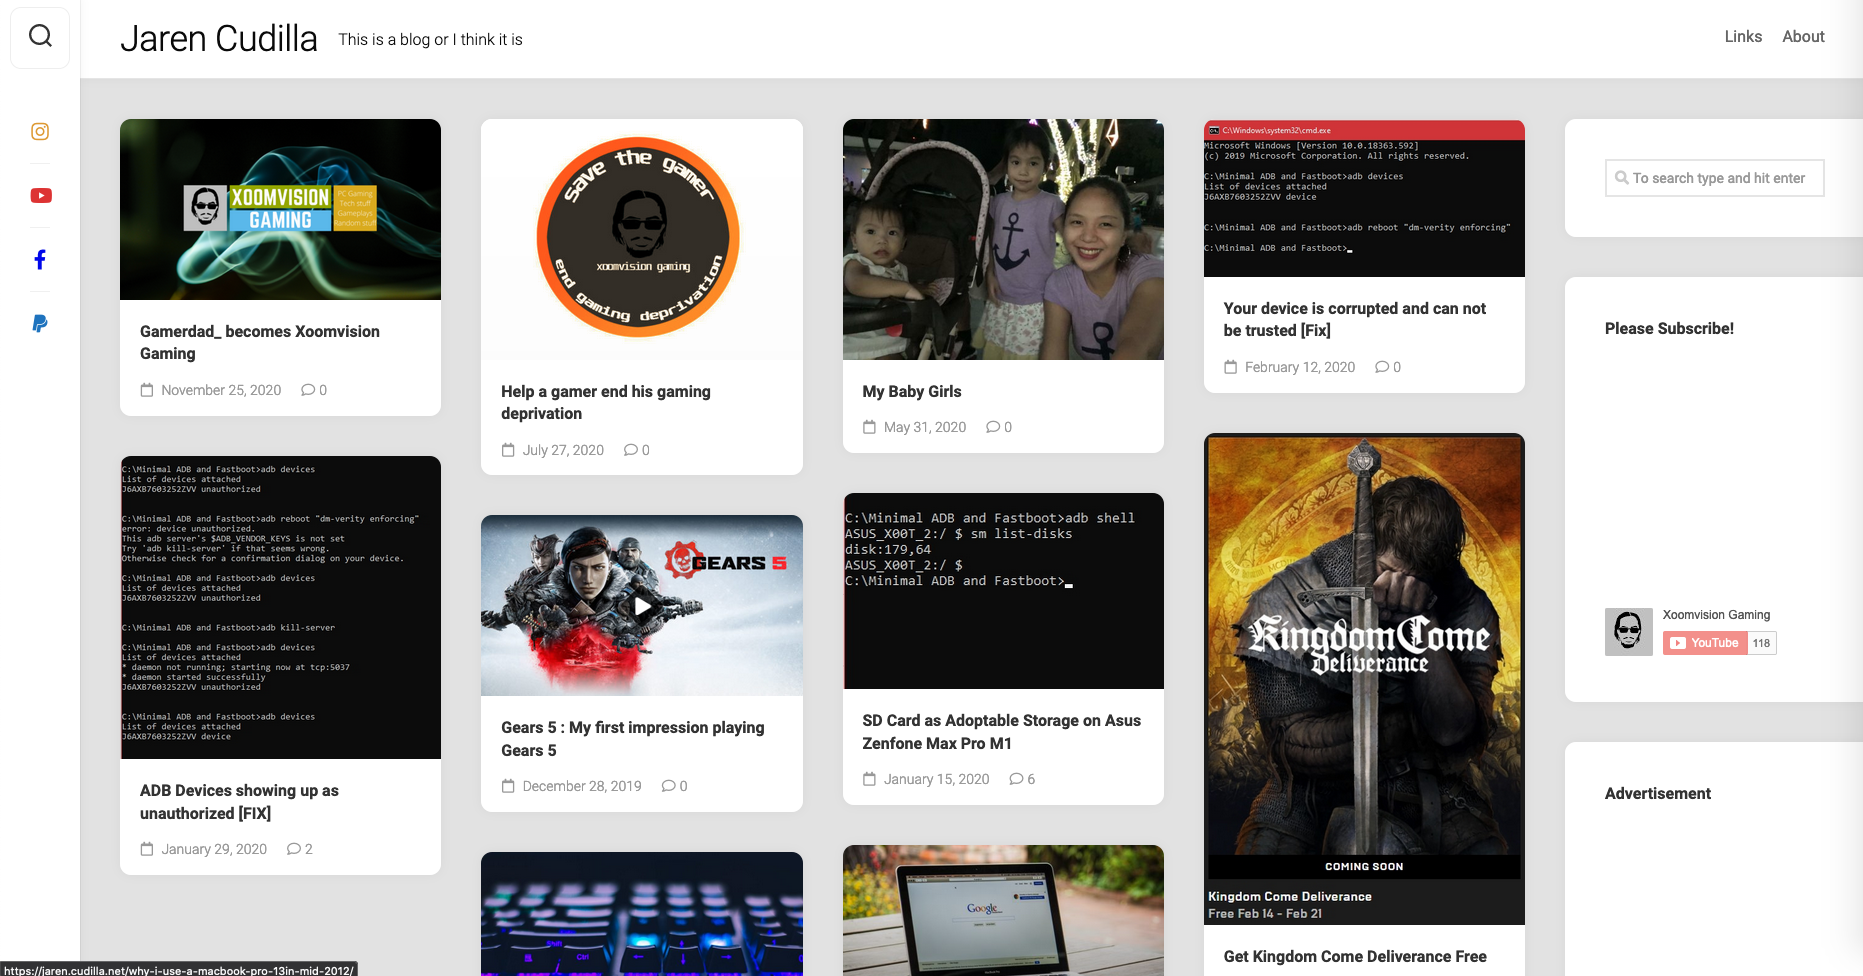 Jaren Cudilla
This is a blog or I think it is
Links
About
XOOMVISION
GAMING
PC Gaming
Tech stuff
Gameplays
Random stuff
Gamerdad_ becomes Xoomvision
Gaming
November 25, 2020
0
save the gamer
xoomvision gaming
end gaming deprivation
Help a gamer end his gaming
deprivation
July 27, 2020
0
My Baby Girls
May 31, 2020
0
C:\Windows\system32\cmd.exe
Microsoft Windows [Version 10.0.18363.592]
(c) 2019 Microsoft Corporation. All rights reserved.
C:\Minimal ADB and Fastboot>adb devices
List of devices attached
J6AXB7603252ZVV device
C:\Minimal ADB and Fastboot>adb reboot "dm-verity enforcing"
C:\Minimal ADB and Fastboot>
Your device is corrupted and can not
be trusted [Fix]
February 12, 2020
0
To search type and hit enter
Please Subscribe!
Xoomvision Gaming
YouTube
118
Advertisement
C:\Minimal ADB and Fastboot>adb devices
List of devices attached
J6AXB7603252ZVV unauthorized
C:\Minimal ADB and Fastboot>adb reboot "dm-verity enforcing"
error: device unauthorized.
This adb server's $ADB_VENDOR_KEYS is not set
Try 'adb kill-server' if that seems wrong.
Otherwise check for a confirmation dialog on your device.
C:\Minimal ADB and Fastboot>adb devices
List of devices attached
J6AXB7603252ZVV unauthorized
C:\Minimal ADB and Fastboot>adb kill-server
C:\Minimal ADB and Fastboot>adb devices
List of devices attached
* daemon not running; starting now at tcp:5037
* daemon started successfully
J6AXB7603252ZVV unauthorized
C:\Minimal ADB and Fastboot>adb devices
List of devices attached
J6AXB7603252ZVV device
ADB Devices showing up as
unauthorized [FIX]
January 29, 2020
2
GEARS 5
Gears 5 : My first impression playing
Gears 5
December 28, 2019
0
C:\Minimal ADB and Fastboot>adb shell
ASUS_X00T_2:/ $ sm list-disks
disk:179,64
ASUS_X00T_2:/ $
C:\Minimal ADB and Fastboot>
SD Card as Adoptable Storage on Asus
Zenfone Max Pro M1
January 15, 2020
6
Kingdom Come
Deliverance
COMING SOON
Kingdom Come Deliverance
Free Feb 14 - Feb 21
Get Kingdom Come Deliverance Free
Shift
Ctrl
Google
https://jaren.cudilla.net/why-i-use-a-macbook-pro-13in-mid-2012/